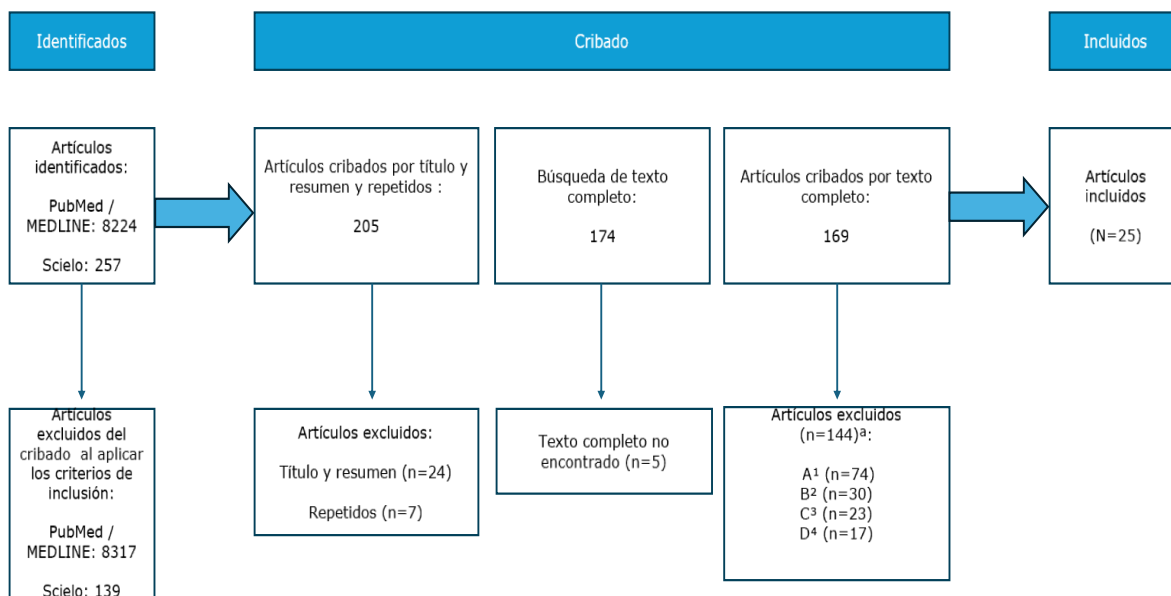 Identificados
Cribado
Incluidos
Artículos
identificados:
PubMed /
MEDLINE: 8224
Scielo: 257
Artículos cribados por título y
resumen y repetidos :
205
Búsqueda de texto
completo:
174
Artículos cribados por texto
completo:
169
Artículos
incluidos
(N=25)
Artículos
excluidos del
cribado al aplicar
los criterios de
inclusión:
PubMed /
MEDLINE: 8317
Scielo: 139
Artículos excluidos:
Título y resumen (n=24)
Repetidos (n=7)
Texto completo no
encontrado (n=5)
Artículos excluidos
(n=144)ª:
A¹ (n=74)
B² (n=30)
C³ (n=23)
D⁴ (n=17)